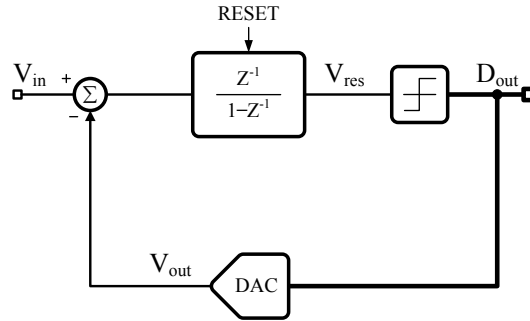 RESET
V_in
+
Σ
−
Z⁻¹
1−Z⁻¹
V_res
D_out
V_out
DAC